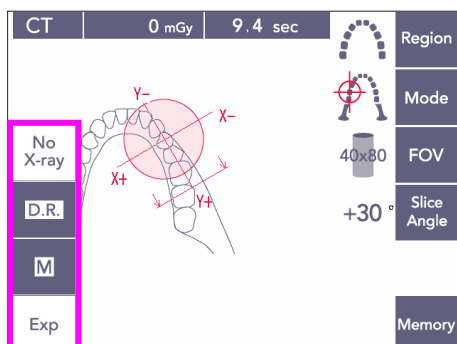 CT
0 mGy
9.4 sec
Region
Mode
40x80
FOV
+30°
Slice
Angle
Memory
No
X-ray
D.R.
M
Exp
Y-
X-
X+
Y+